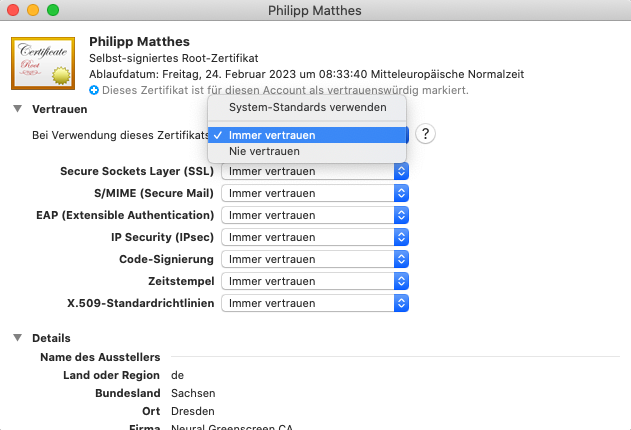 Philipp Matthes
Certificate
Root
Philipp Matthes
Selbst-signiertes Root-Zertifikat
Ablaufdatum: Freitag, 24. Februar 2023 um 08:33:40 Mitteleuropäische Normalzeit
Dieses Zertifikat ist für diesen Account als vertrauenswürdig markiert.
Vertrauen
System-Standards verwenden
Bei Verwendung dieses Zertifikats
✓ Immer vertrauen
?
Nie vertrauen
Secure Sockets Layer (SSL) Immer vertrauen
S/MIME (Secure Mail) Immer vertrauen
EAP (Extensible Authentication) Immer vertrauen
IP Security (IPsec) Immer vertrauen
Code-Signierung Immer vertrauen
Zeitstempel Immer vertrauen
X.509-Standardrichtlinien Immer vertrauen
Details
Name des Ausstellers
Land oder Region de
Bundesland Sachsen
Ort Dresden
Firma Neural Greenscreen CA